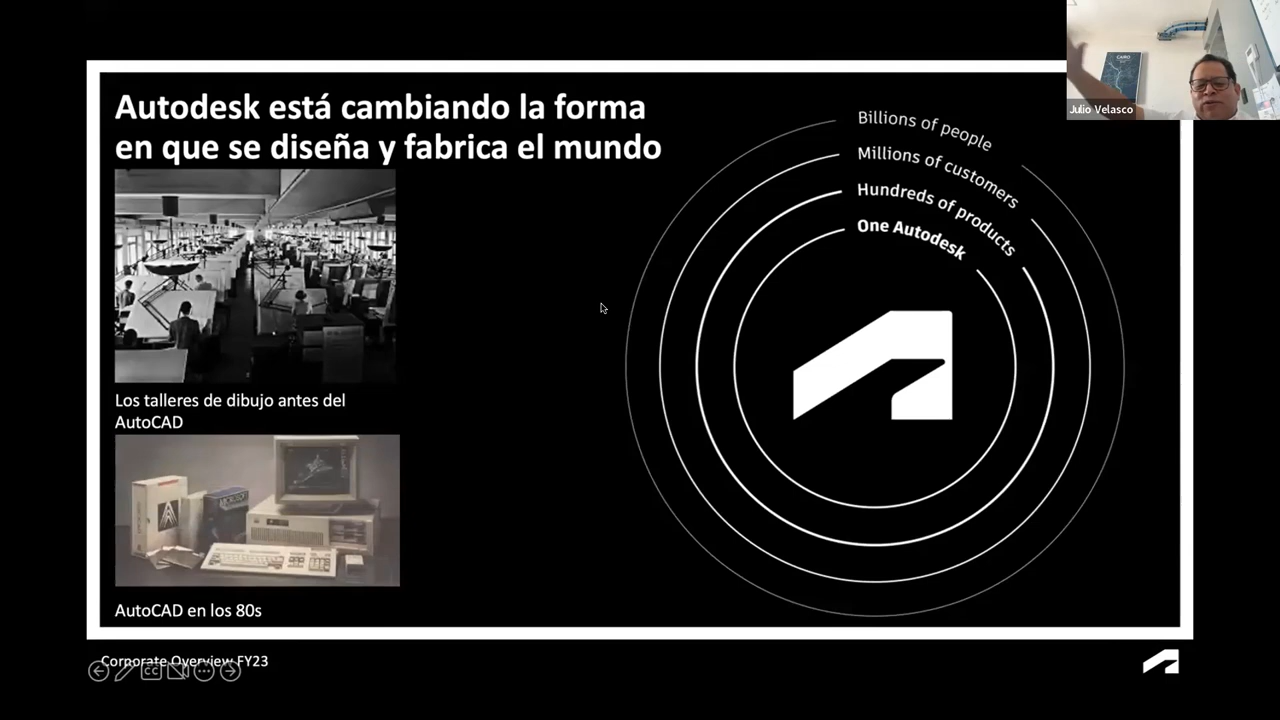 Autodesk está cambiando la forma
en que se diseña y fabrica el mundo
Billions of people
Millions of customers
Hundreds of products
One Autodesk
Los talleres de dibujo antes del
AutoCAD
AutoCAD en los 80s
Corporate Overview FY23
CC
Julio Velasco
CAIRO